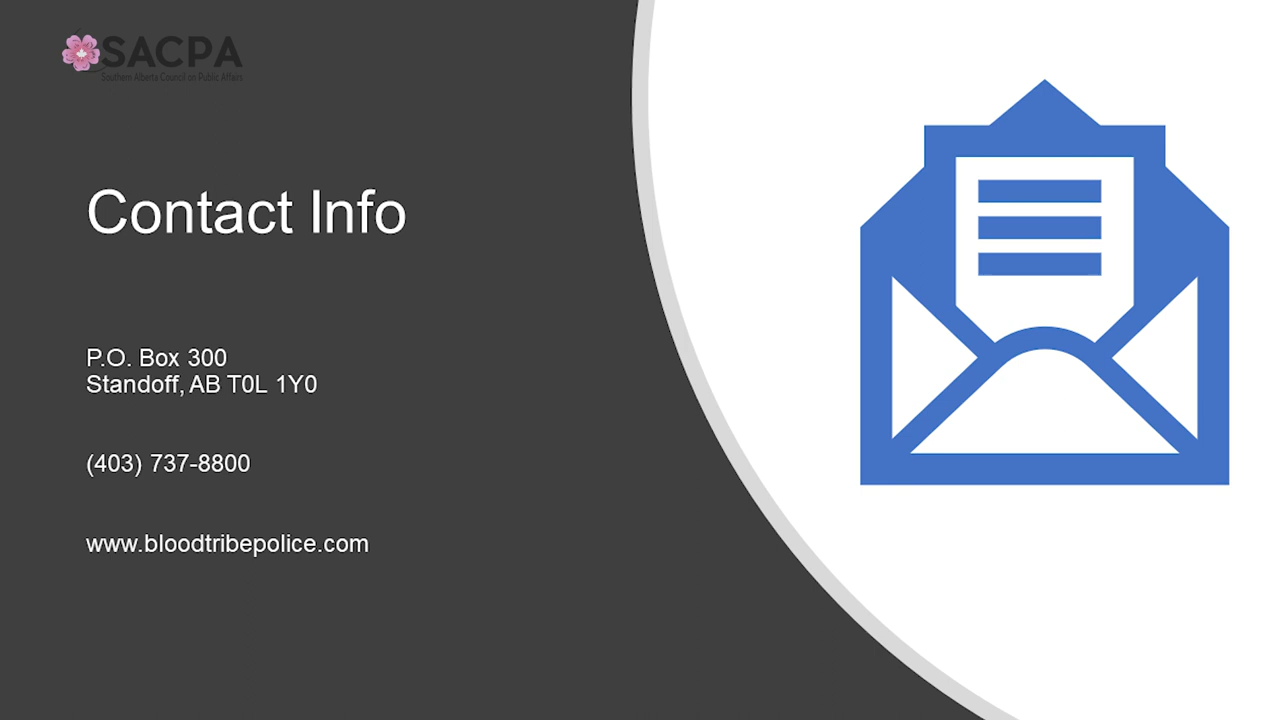 SACPA
Southern Alberta Council on Public Affairs
Contact Info
P.O. Box 300
Standoff, AB T0L 1Y0
(403) 737-8800
www.bloodtribepolice.com